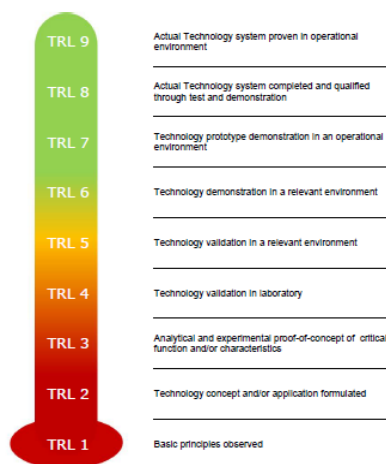 TRL 9
Actual Technology system proven in operational
environment
TRL 8
Actual Technology system completed and qualified
through test and demonstration
TRL 7
Technology prototype demonstration in an operational
environment
TRL 6
Technology demonstration in a relevant environment
TRL 5
Technology validation in a relevant environment
TRL 4
Technology validation in laboratory
TRL 3
Analytical and experimental proof-of-concept of critical
function and/or characteristics
TRL 2
Technology concept and/or application formulated
TRL 1
Basic principles observed